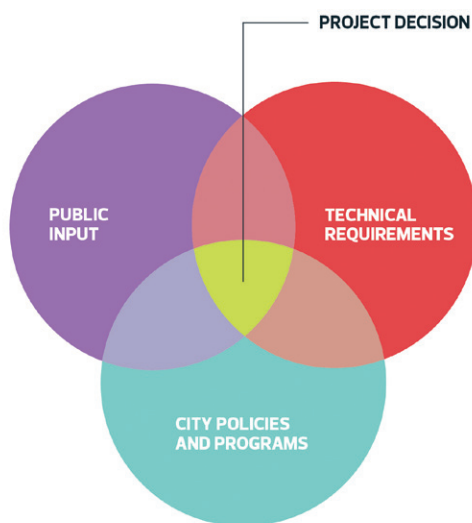 PROJECT DECISION
PUBLIC
INPUT
TECHNICAL
REQUIREMENTS
CITY POLICIES
AND PROGRAMS